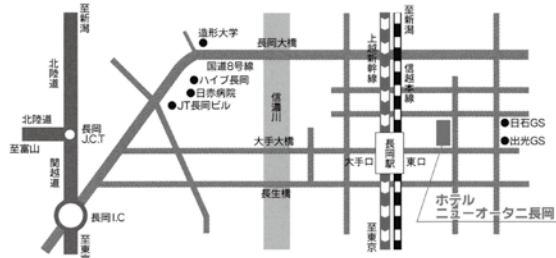 至新潟
北陸道
北陸道
至富山
長岡
J.C.T
関越道
長岡I.C
至東京
造形大学
国道8号線
ハイブ長岡
日赤病院
JT長岡ビル
長岡大橋
信濃川
大手大橋
長生橋
至新潟
上越新幹線
信越本線
大手口
長岡駅
東口
至東京
日石GS
出光GS
ホテル
ニューオータニ長岡